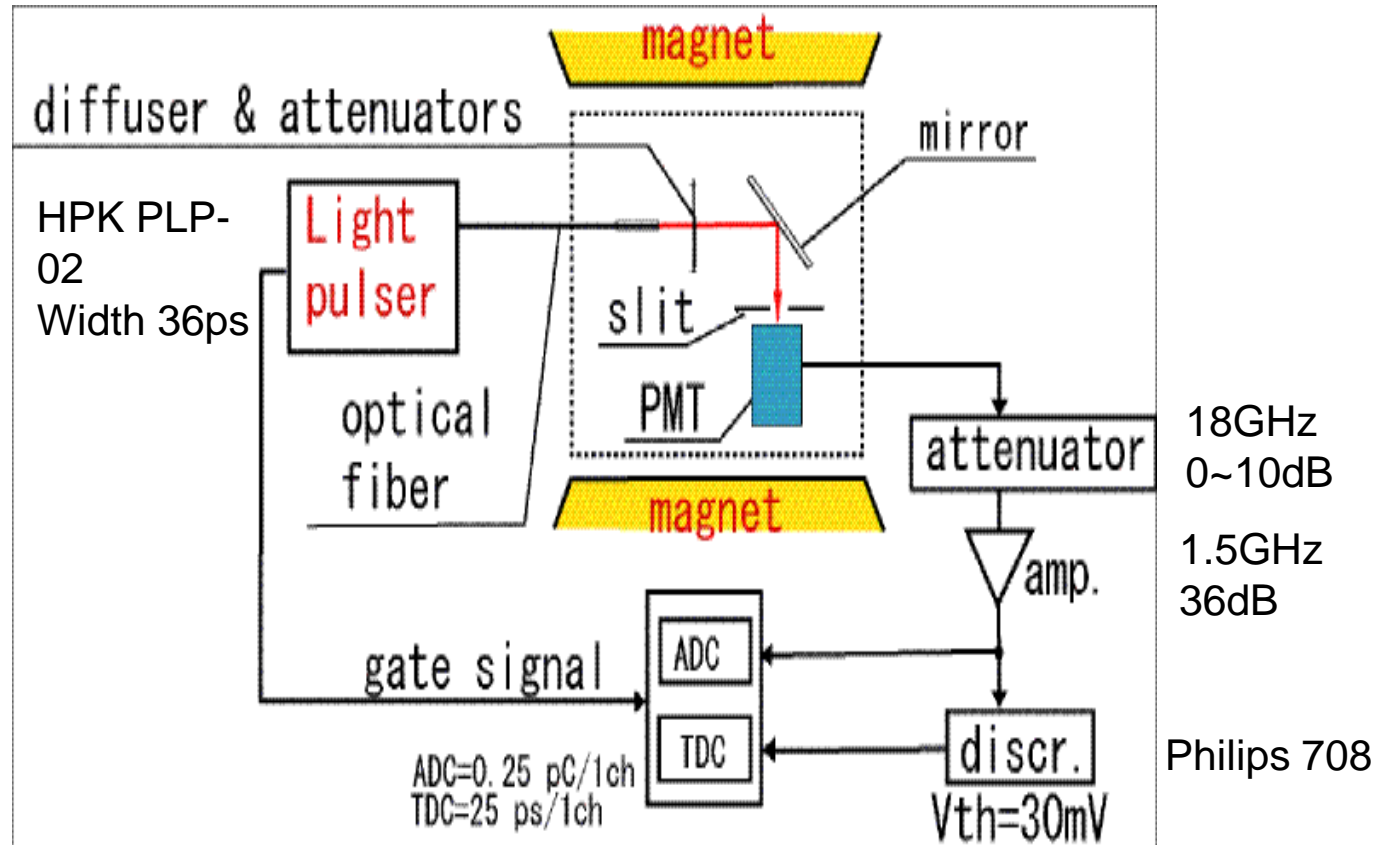 magnet
diffuser & attenuators
mirror
HPK PLP-
02
Width 36ps
Light
pulser
slit
PMT
optical
fiber
attenuator
18GHz
0~10dB
magnet
amp.
1.5GHz
36dB
gate signal
ADC
TDC
discr.
Philips 708
ADC=0.25 pC/1ch
TDC=25 ps/1ch
Vth=30mV